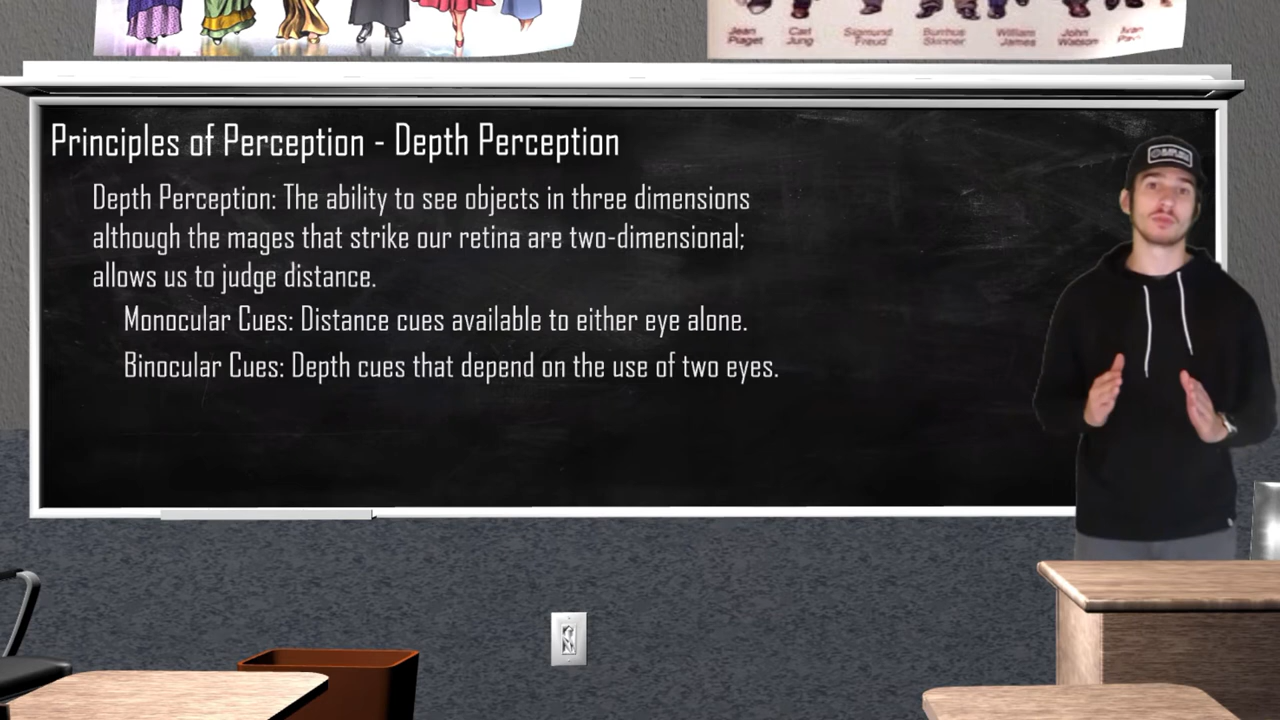 Jean Carl Sigmund Burrhus William John Ivan
Piaget Jung Freud Skinner James Watson
Principles of Perception - Depth Perception
Depth Perception: The ability to see objects in three dimensions
although the mages that strike our retina are two-dimensional;
allows us to judge distance.
Monocular Cues: Distance cues available to either eye alone.
Binocular Cues: Depth cues that depend on the use of two eyes.